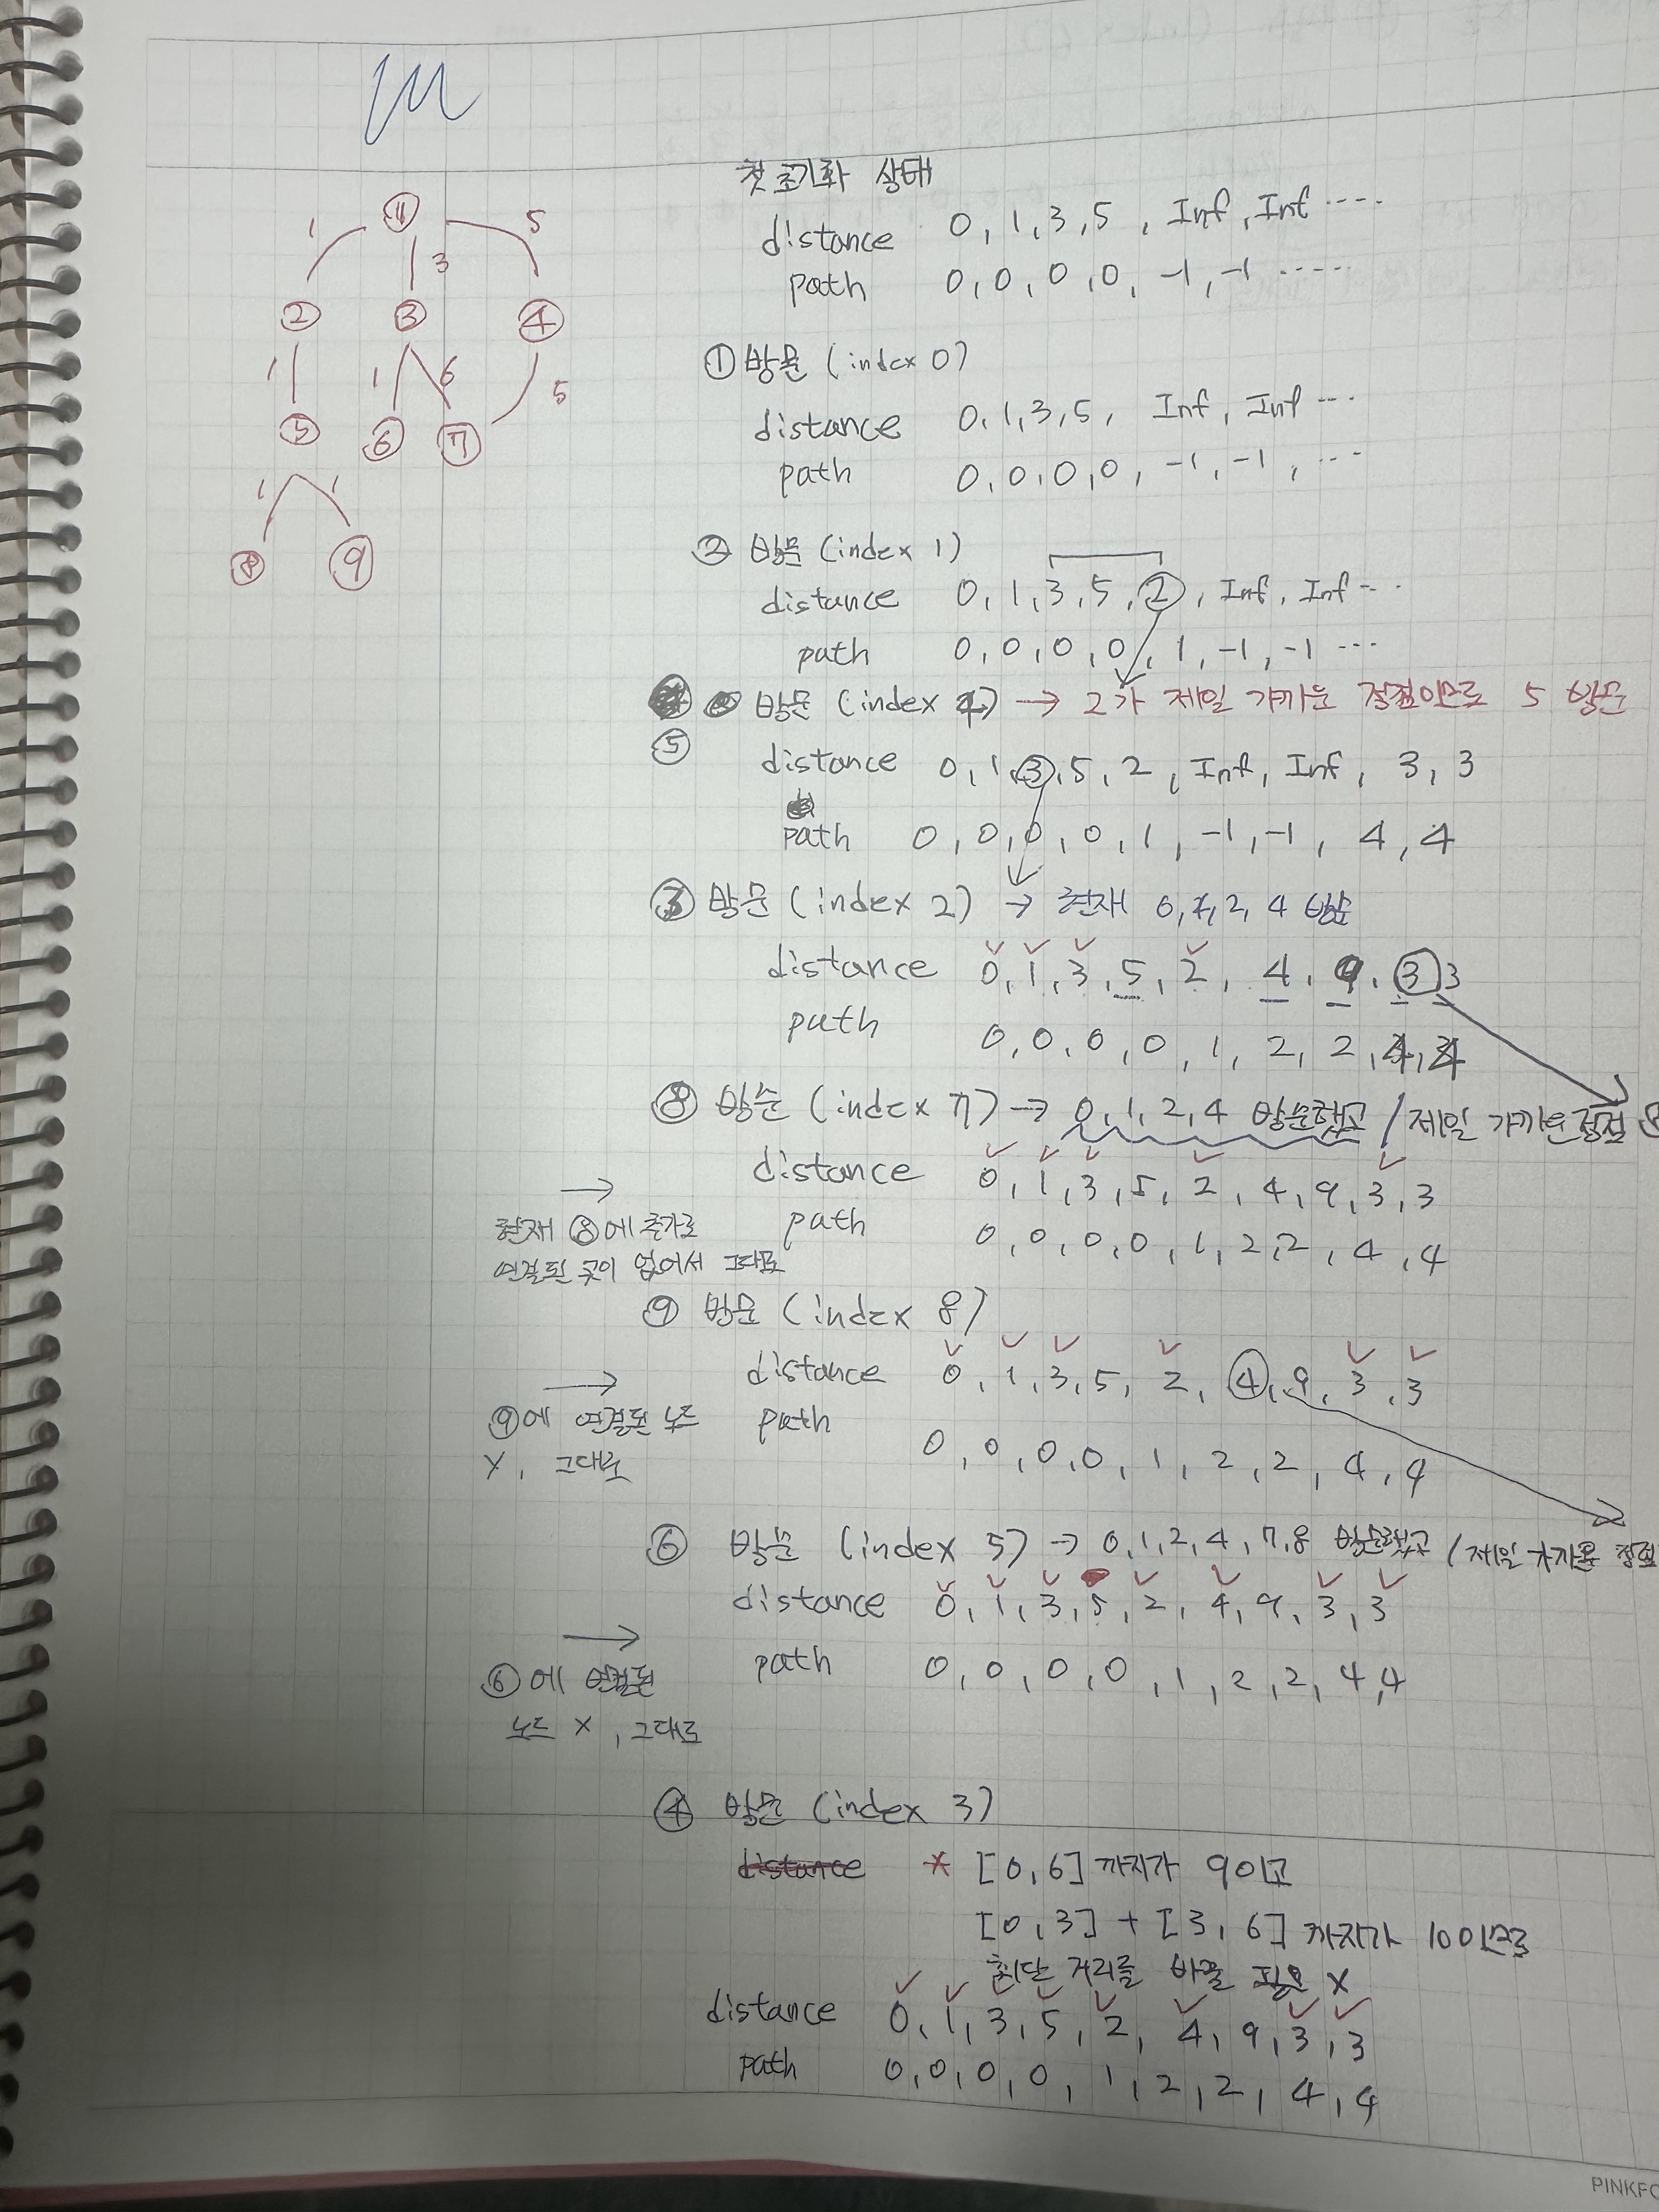 첫 초기화 상태
distance 0, 1, 3, 5, Inf, Inf ....
path 0, 0, 0, 0, -1, -1 .....
① 5
1 3
② ③ ④
1 1 6 5
⑤ ⑥ ⑦
1 1
⑧ ⑨
① 방문 (index 0)
distance 0, 1, 3, 5, Inf, Inf ...
path 0, 0, 0, 0, -1, -1, ...
② 방문 (index 1)
distance 0, 1, 3, 5, ②, Inf, Inf ...
path 0, 0, 0, 0, 1, -1, -1 ...
⑤ 방문 (index 4) → 2가 제일 가까운 정점이므로 5 방문
distance 0, 1, ③, 5, 2, Inf, Inf, 3, 3
path 0, 0, 0, 0, 1, -1, -1, 4, 4
③ 방문 (index 2) → 현재 0, 1, 2, 4 방문
distance 0, 1, 3, 5, 2, 4, 9, ③ 3
path 0, 0, 0, 0, 1, 2, 2, 4, 4
⑧ 방문 (index 7) → 0, 1, 2, 4 방문했고 / 제일 가까운 정점 8
distance 0, 1, 3, 5, 2, 4, 9, 3, 3
path 0, 0, 0, 0, 1, 2, 2, 4, 4
→
현재 ⑧에 추가로
연결된 곳이 없어서 그대로
⑨ 방문 (index 8)
distance 0, 1, 3, 5, 2, ④, 9, 3, 3
path 0, 0, 0, 0, 1, 2, 2, 4, 4
→
⑨에 연결된 노드
X, 그대로
⑥ 방문 (index 5) → 0, 1, 2, 4, 7, 8 방문했고 / 제일 가까운 정점
distance 0, 1, 3, 5, 2, 4, 9, 3, 3
path 0, 0, 0, 0, 1, 2, 2, 4, 4
→
⑥에 연결된
노드 X, 그대로
④ 방문 (index 3)
distance * [0, 6] 까지가 9이고
[0, 3] + [3, 6] 까지가 10이므로
최단 거리를 바꿀 필요 X
distance 0, 1, 3, 5, 2, 4, 9, 3, 3
path 0, 0, 0, 0, 1, 2, 2, 4, 4